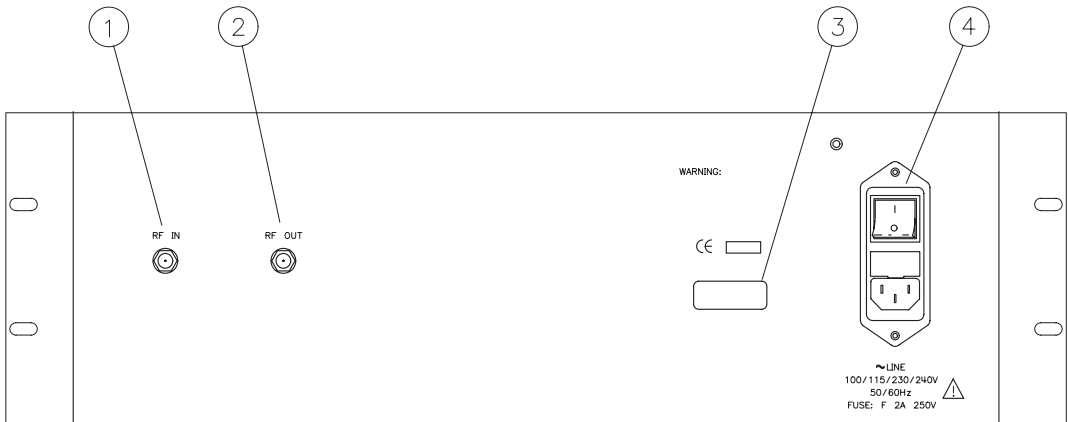 1
2
3
4
WARNING:
RF IN
RF OUT
CE
~LINE
100/115/230/240V
50/60Hz
FUSE: F 2A 250V